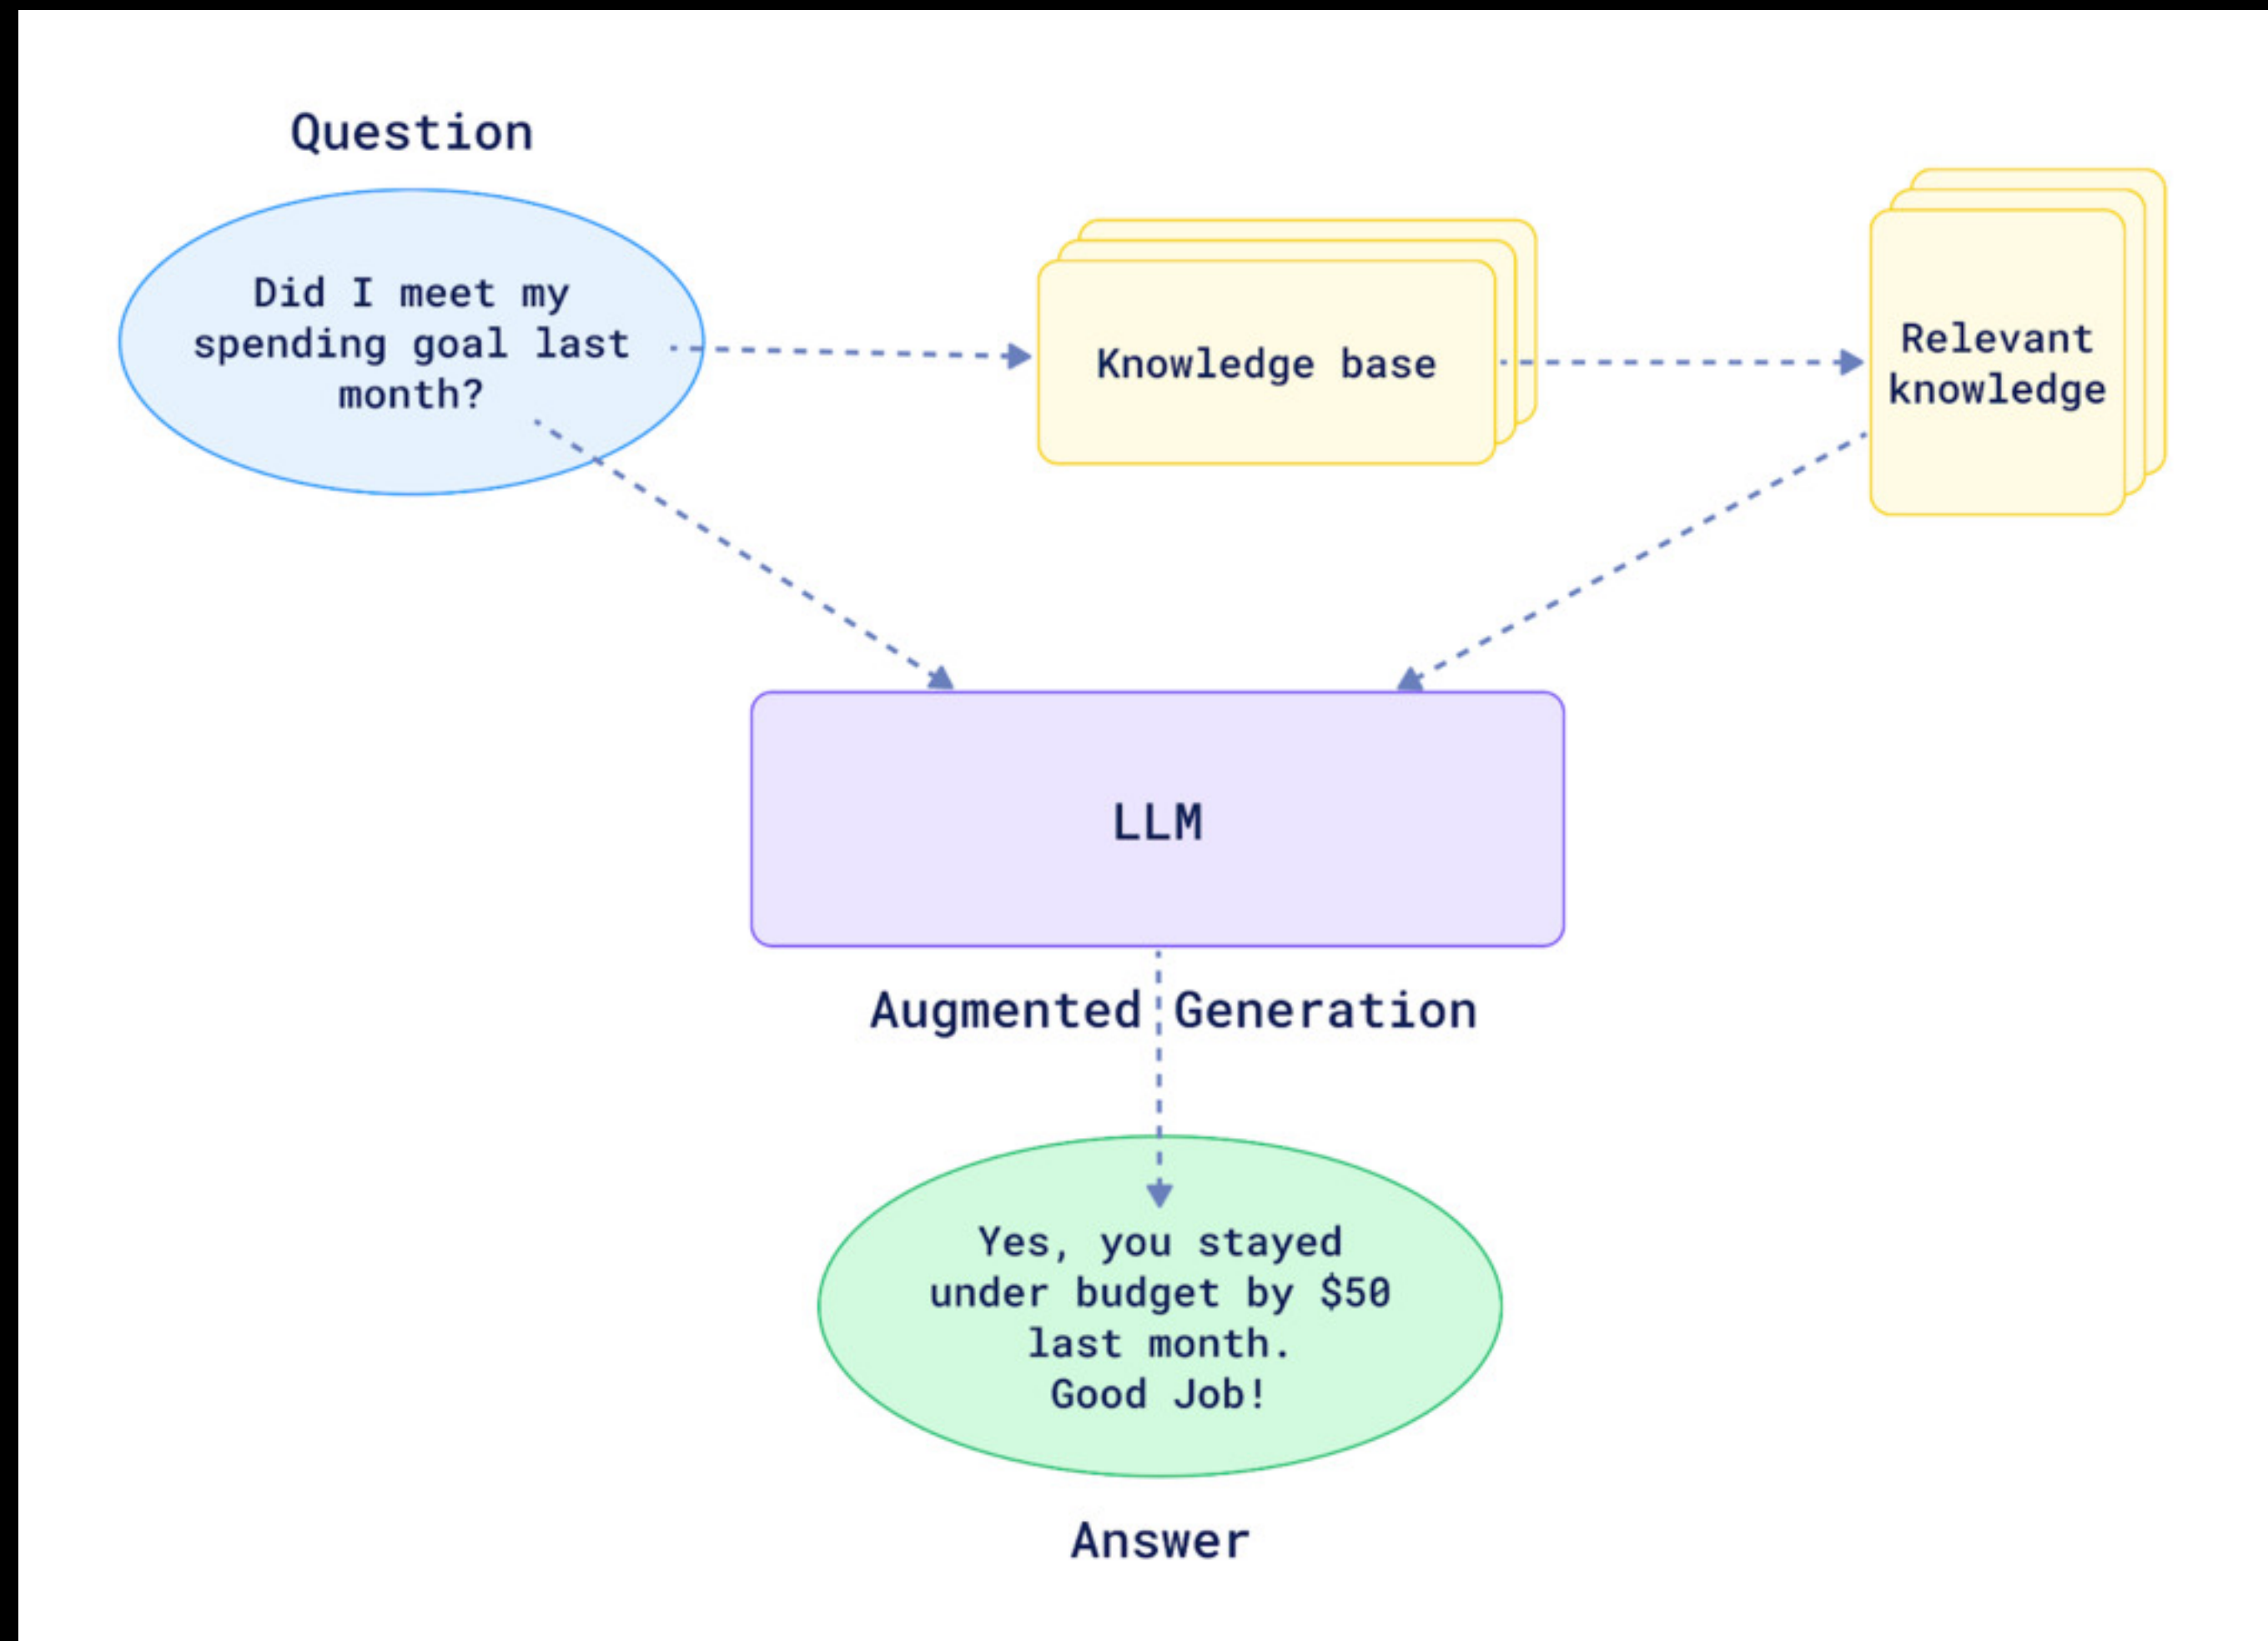 Question
Did I meet my
spending goal last
month?
Knowledge base
Relevant
knowledge
LLM
Augmented Generation
Yes, you stayed
under budget by $50
last month.
Good Job!
Answer